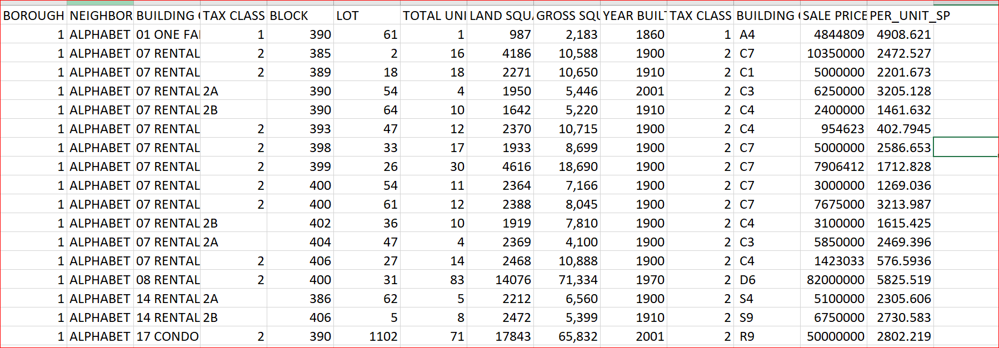 BOROUGH NEIGHBOR BUILDING TAX CLASS BLOCK LOT TOTAL UNI LAND SQU GROSS SQU YEAR BUILT TAX CLASS BUILDING SALE PRICE PER_UNIT_SP
1 ALPHABET 01 ONE FA 1 390 61 1 987 2,183 1860 1 A4 4844809 4908.621
1 ALPHABET 07 RENTAL 2 385 2 16 4186 10,588 1900 2 C7 10350000 2472.527
1 ALPHABET 07 RENTAL 2 389 18 18 2271 10,650 1910 2 C1 5000000 2201.673
1 ALPHABET 07 RENTAL 2A 390 54 4 1950 5,446 2001 2 C3 6250000 3205.128
1 ALPHABET 07 RENTAL 2B 390 64 10 1642 5,220 1910 2 C4 2400000 1461.632
1 ALPHABET 07 RENTAL 2 393 47 12 2370 10,715 1900 2 C4 954623 402.7945
1 ALPHABET 07 RENTAL 2 398 33 17 1933 8,699 1900 2 C7 5000000 2586.653
1 ALPHABET 07 RENTAL 2 399 26 30 4616 18,690 1900 2 C7 7906412 1712.828
1 ALPHABET 07 RENTAL 2 400 54 11 2364 7,166 1900 2 C7 3000000 1269.036
1 ALPHABET 07 RENTAL 2 400 61 12 2388 8,045 1900 2 C7 7675000 3213.987
1 ALPHABET 07 RENTAL 2B 402 36 10 1919 7,810 1900 2 C4 3100000 1615.425
1 ALPHABET 07 RENTAL 2A 404 47 4 2369 4,100 1900 2 C3 5850000 2469.396
1 ALPHABET 07 RENTAL 2 406 27 14 2468 10,888 1900 2 C4 1423033 576.5936
1 ALPHABET 08 RENTAL 2 400 31 83 14076 71,334 1970 2 D6 82000000 5825.519
1 ALPHABET 14 RENTAL 2A 386 62 5 2212 6,560 1900 2 S4 5100000 2305.606
1 ALPHABET 14 RENTAL 2B 406 5 8 2472 5,399 1910 2 S9 6750000 2730.583
1 ALPHABET 17 CONDO 2 390 1102 71 17843 65,832 2001 2 R9 50000000 2802.219